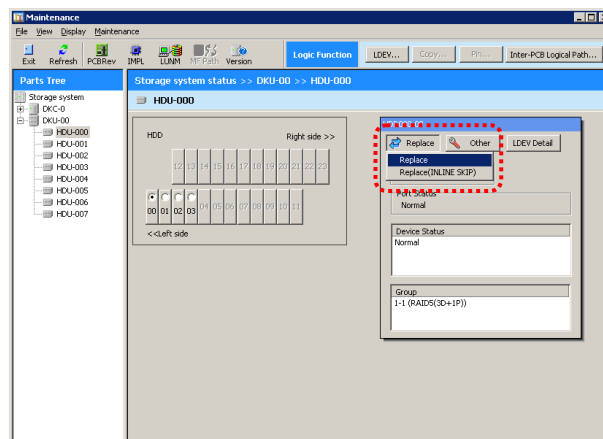 Maintenance
File View Display Maintenance
Exit Refresh PCBRev IMPL LUNM MF Path Version
Logic Function
LDEV... Copy... Pin... Inter-PCB Logical Path...
Parts Tree
Storage system
DKC-0
DKU-00
HDU-000
HDU-001
HDU-002
HDU-003
HDU-004
HDU-005
HDU-006
HDU-007
Storage system status >> DKU-00 >> HDU-000
HDU-000
HDD
Right side >>
12 13 14 15 16 17 18 19 20 21 22 23
00 01 02 03 04 05 06 07 08 09 10 11
<<Left side
Replace Other LDEV Detail
Replace
Replace(INLINE SKIP)
Port Status
Normal
Device Status
Normal
Group
1-1 (RAID5(3D+1P))